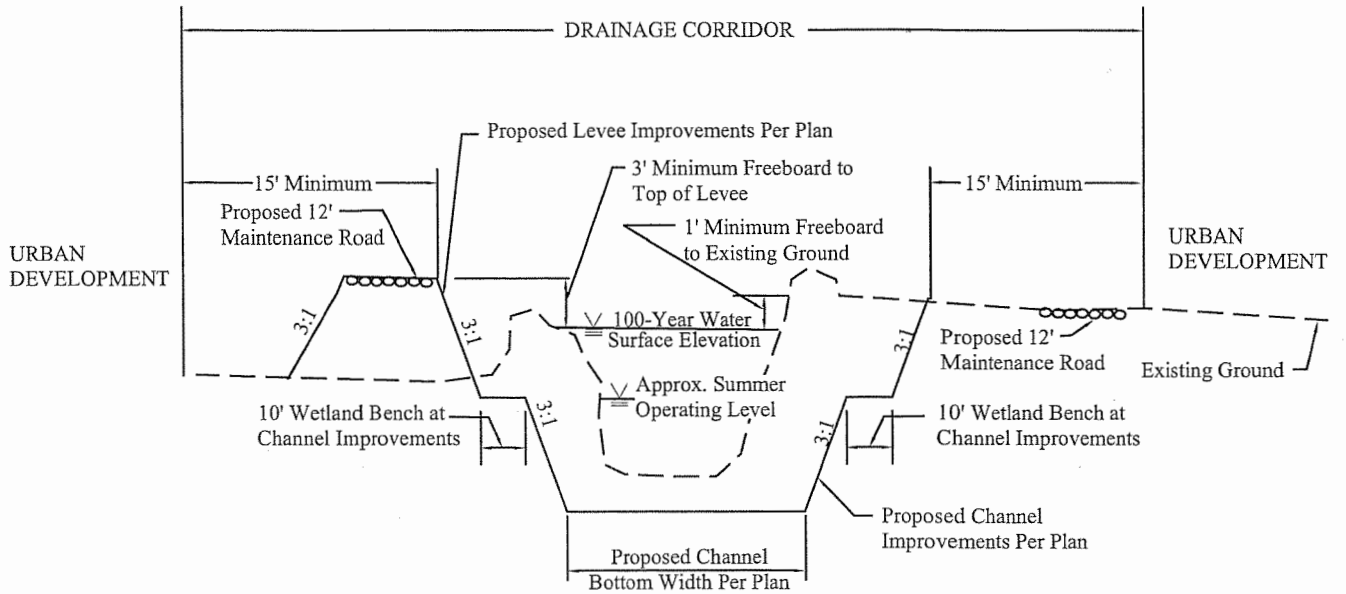 DRAINAGE CORRIDOR
Proposed Levee Improvements Per Plan
3' Minimum Freeboard to
Top of Levee
15' Minimum
15' Minimum
Proposed 12'
Maintenance Road
1' Minimum Freeboard
to Existing Ground
URBAN
DEVELOPMENT
URBAN
DEVELOPMENT
3:1
3:1
100-Year Water
Surface Elevation
3:1
Proposed 12'
Maintenance Road
Existing Ground
Approx. Summer
Operating Level
10' Wetland Bench at
Channel Improvements
3:1
3:1
10' Wetland Bench at
Channel Improvements
Proposed Channel
Improvements Per Plan
Proposed Channel
Bottom Width Per Plan